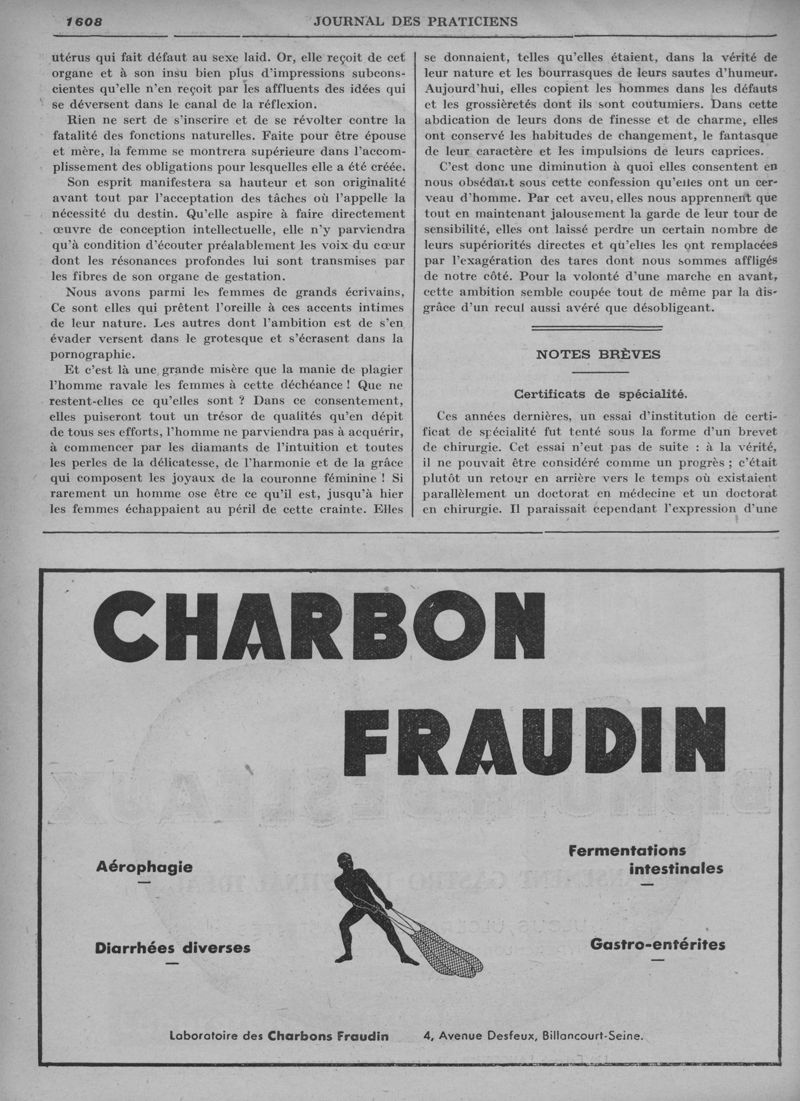 1608
JOURNAL DES PRATICIENS
utérus qui fait défaut au sexe laid. Or, elle reçoit de cet
organe et à son insu bien plus d'impressions subcons-
cientes qu'elle n'en reçoit par les affluents des idées qui
se déversent dans le canal de la réflexion.
Rien ne sert de s'inscrire et de se révolter contre la
fatalité des fonctions naturelles. Faite pour être épouse
et mère, la femme se montrera supérieure dans l'accom-
plissement des obligations pour lesquelles elle a été créée.
Son esprit manifestera sa hauteur et son originalité
avant tout par l'acceptation des tâches où l'appelle la
nécessité du destin. Qu'elle aspire à faire directement
œuvre de conception intellectuelle, elle n'y parviendra
qu'à condition d'écouter préalablement les voix du cœur
dont les résonances profondes lui sont transmises par
les fibres de son organe de gestation.
Nous avons parmi les femmes de grands écrivains,
Ce sont elles qui prêtent l'oreille à ces accents intimes
de leur nature. Les autres dont l'ambition est de s'en
évader versent dans le grotesque et s'écrasent dans la
pornographie.
Et c'est là une grande misère que la manie de plagier
l'homme ravale les femmes à cette déchéance ! Que ne
restent-elles ce qu'elles sont ? Dans ce consentement,
elles puiseront tout un trésor de qualités qu'en dépit
de tous ses efforts, l'homme ne parviendra pas à acquérir,
à commencer par les diamants de l'intuition et toutes
les perles de la délicatesse, de l'harmonie et de la grâce
qui composent les joyaux de la couronne féminine ! Si
rarement un homme ose être ce qu'il est, jusqu'à hier
les femmes échappaient au péril de cette crainte. Elles
se donnaient, telles qu'elles étaient, dans la vérité de
leur nature et les bourrasques de leurs sautes d'humeur.
Aujourd'hui, elles copient les hommes dans les défauts
et les grossièretés dont ils sont coutumiers. Dans cette
abdication de leurs dons de finesse et de charme, elles
ont conservé les habitudes de changement, le fantasque
de leur caractère et les impulsions de leurs caprices.
C'est donc une diminution à quoi elles consentent en
nous obsédant sous cette confession qu'elles ont un cer-
veau d'homme. Par cet aveu, elles nous apprennent que
tout en maintenant jalousement la garde de leur tour de
sensibilité, elles ont laissé perdre un certain nombre de
leurs supériorités directes et qu'elles les ont remplacées
par l'exagération des tares dont nous sommes affligés
de notre côté. Pour la volonté d'une marche en avant,
cette ambition semble coupée tout de même par la dis-
grâce d'un recul aussi avéré que désobligeant.
NOTES BRÈVES
Certificats de spécialité.
Ces années dernières, un essai d'institution de certi-
ficat de spécialité fut tenté sous la forme d'un brevet
de chirurgie. Cet essai n'eut pas de suite : à la vérité,
il ne pouvait être considéré comme un progrès ; c'était
plutôt un retour en arrière vers le temps où existaient
parallèlement un doctorat en médecine et un doctorat
en chirurgie. Il paraissait cependant l'expression d'une
CHARBON
FRAUDIN
Aérophagie
Fermentations
intestinales
Diarrhées diverses
Gastro-entérites
Laboratoire des Charbons Fraudin 4, Avenue Desfeux, Billancourt-Seine.